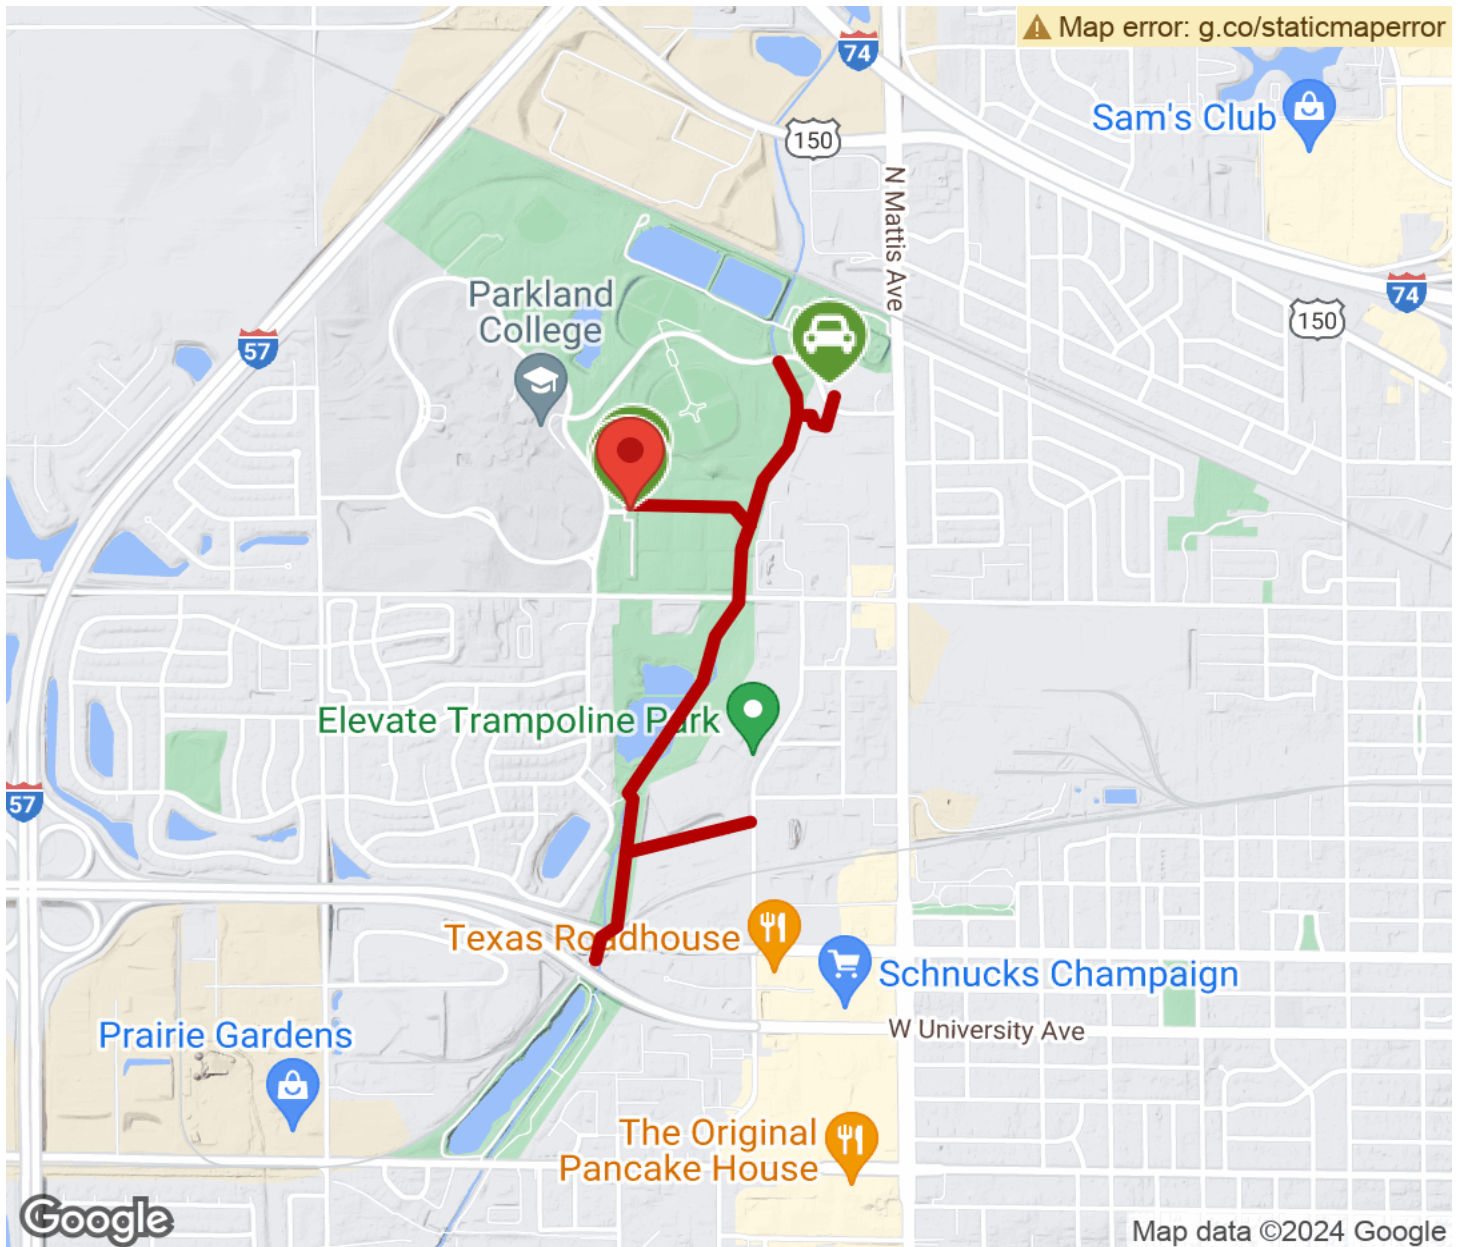 Map error: g.co/staticmaperror
74
Sam's Club
150
N Mattis Ave
Parkland
College
74
150
57
Elevate Trampoline Park
57
Texas Roadhouse
Schnucks Champaign
W University Ave
Prairie Gardens
The Original
Pancake House
Google
Map data ©2024 Google